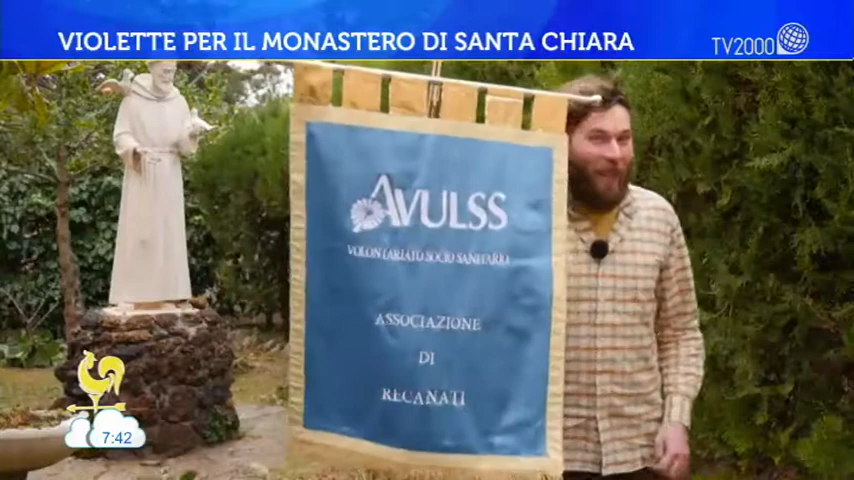 VIOLETTE PER IL MONASTERO DI SANTA CHIARA
TV2000
AVULSS
VOLONTARIATO SOCIO SANITARIO
ASSOCIAZIONE
DI
RECANATI
7:42